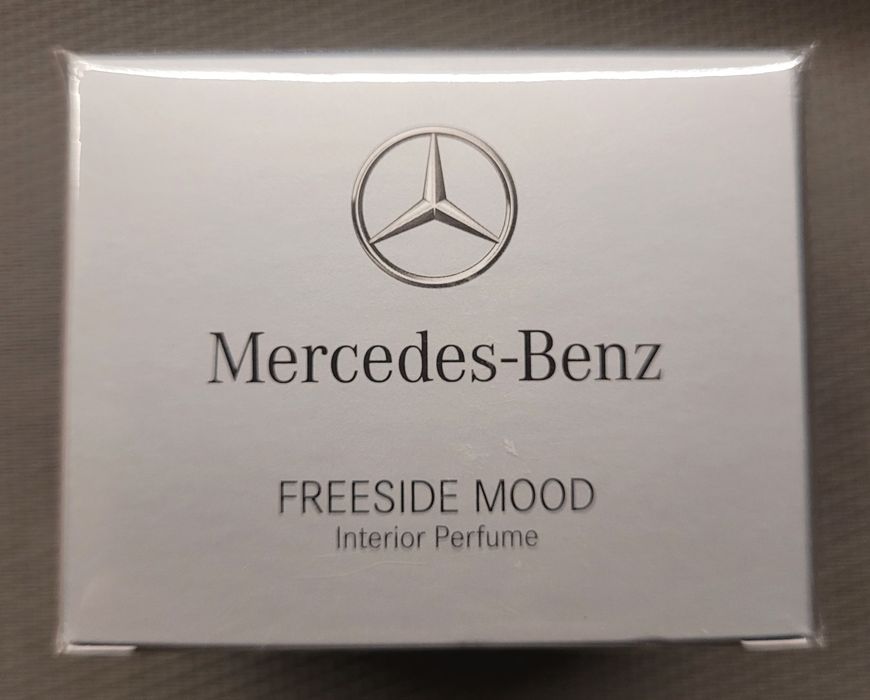 Mercedes-Benz
FREESIDE MOOD
Interior Perfume